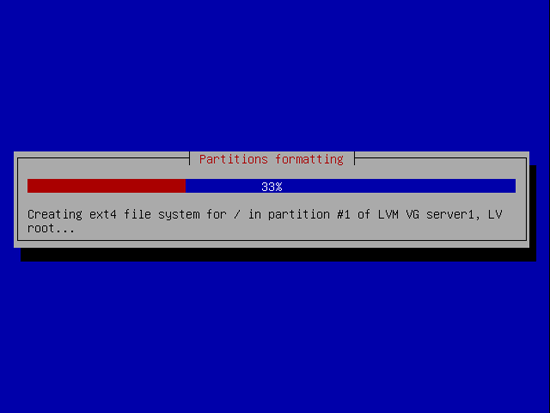 Partitions formatting
33%
Creating ext4 file system for / in partition #1 of LVM VG server1, LV
root...